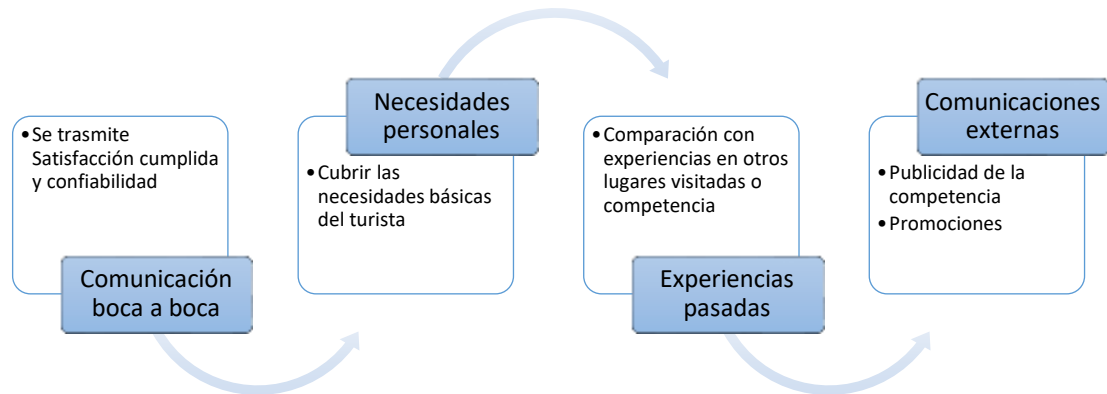 •Se trasmite
Satisfacción cumplida
y confiabilidad
Comunicación
boca a boca
Necesidades
personales
•Cubrir las
necesidades básicas
del turista
•Comparación con
experiencias en otros
lugares visitadas o
competencia
Experiencias
pasadas
Comunicaciones
externas
•Publicidad de la
competencia
•Promociones